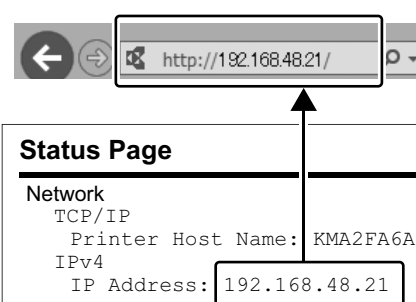 http://192.168.48.21/
Status Page
Network
TCP/IP
Printer Host Name: KMA2FA6A
IPv4
IP Address: 192.168.48.21